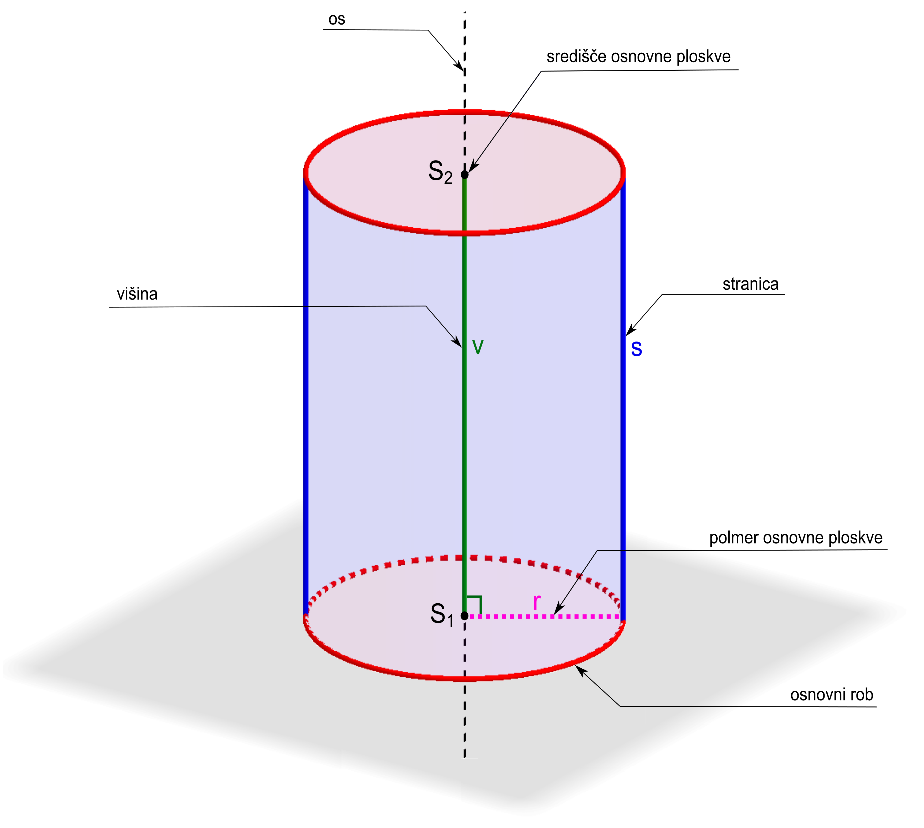 os
središče osnovne ploskve
S2
stranica
višina
v
s
polmer osnovne ploskve
r
S1
osnovni rob